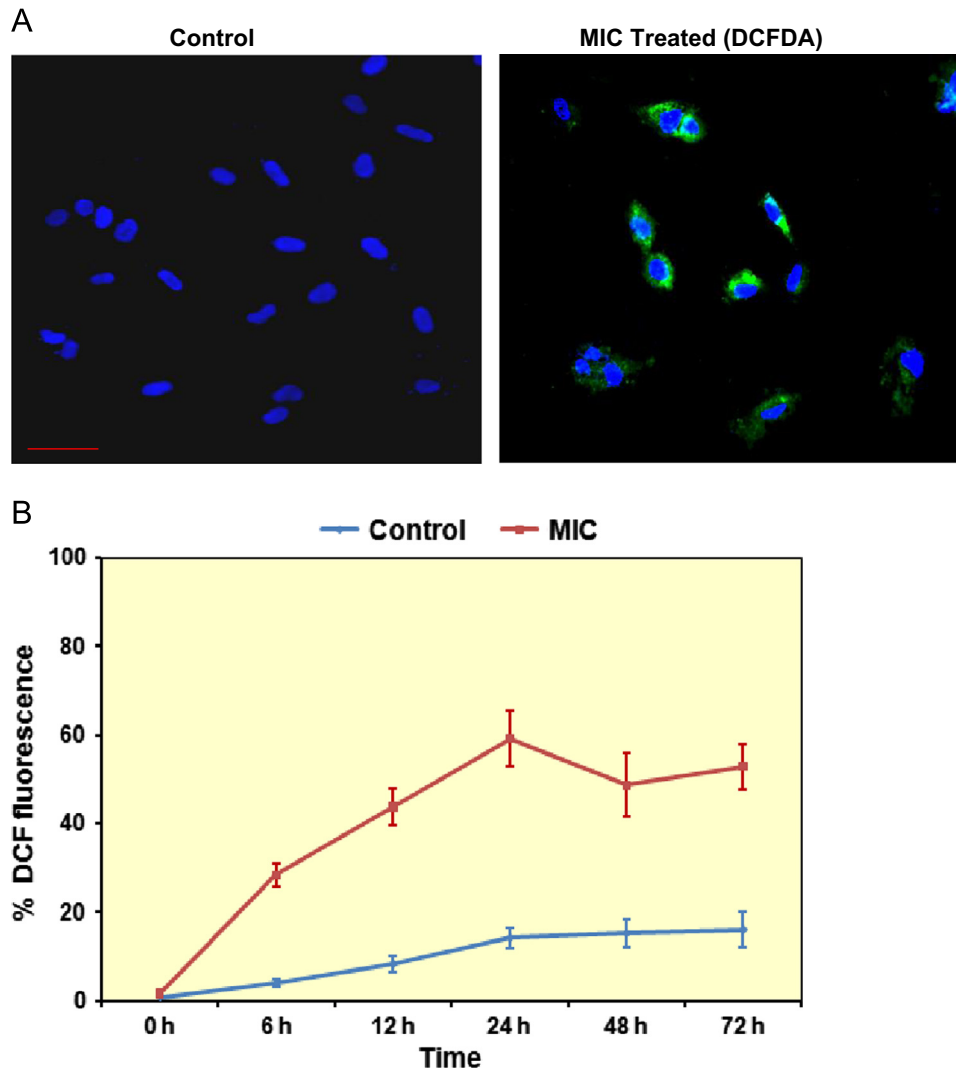 A
Control
MIC Treated (DCFDA)
B
Control MIC
100
80
60
40
20
0
% DCF fluorescence
0 h 6 h 12 h 24 h 48 h 72 h
Time